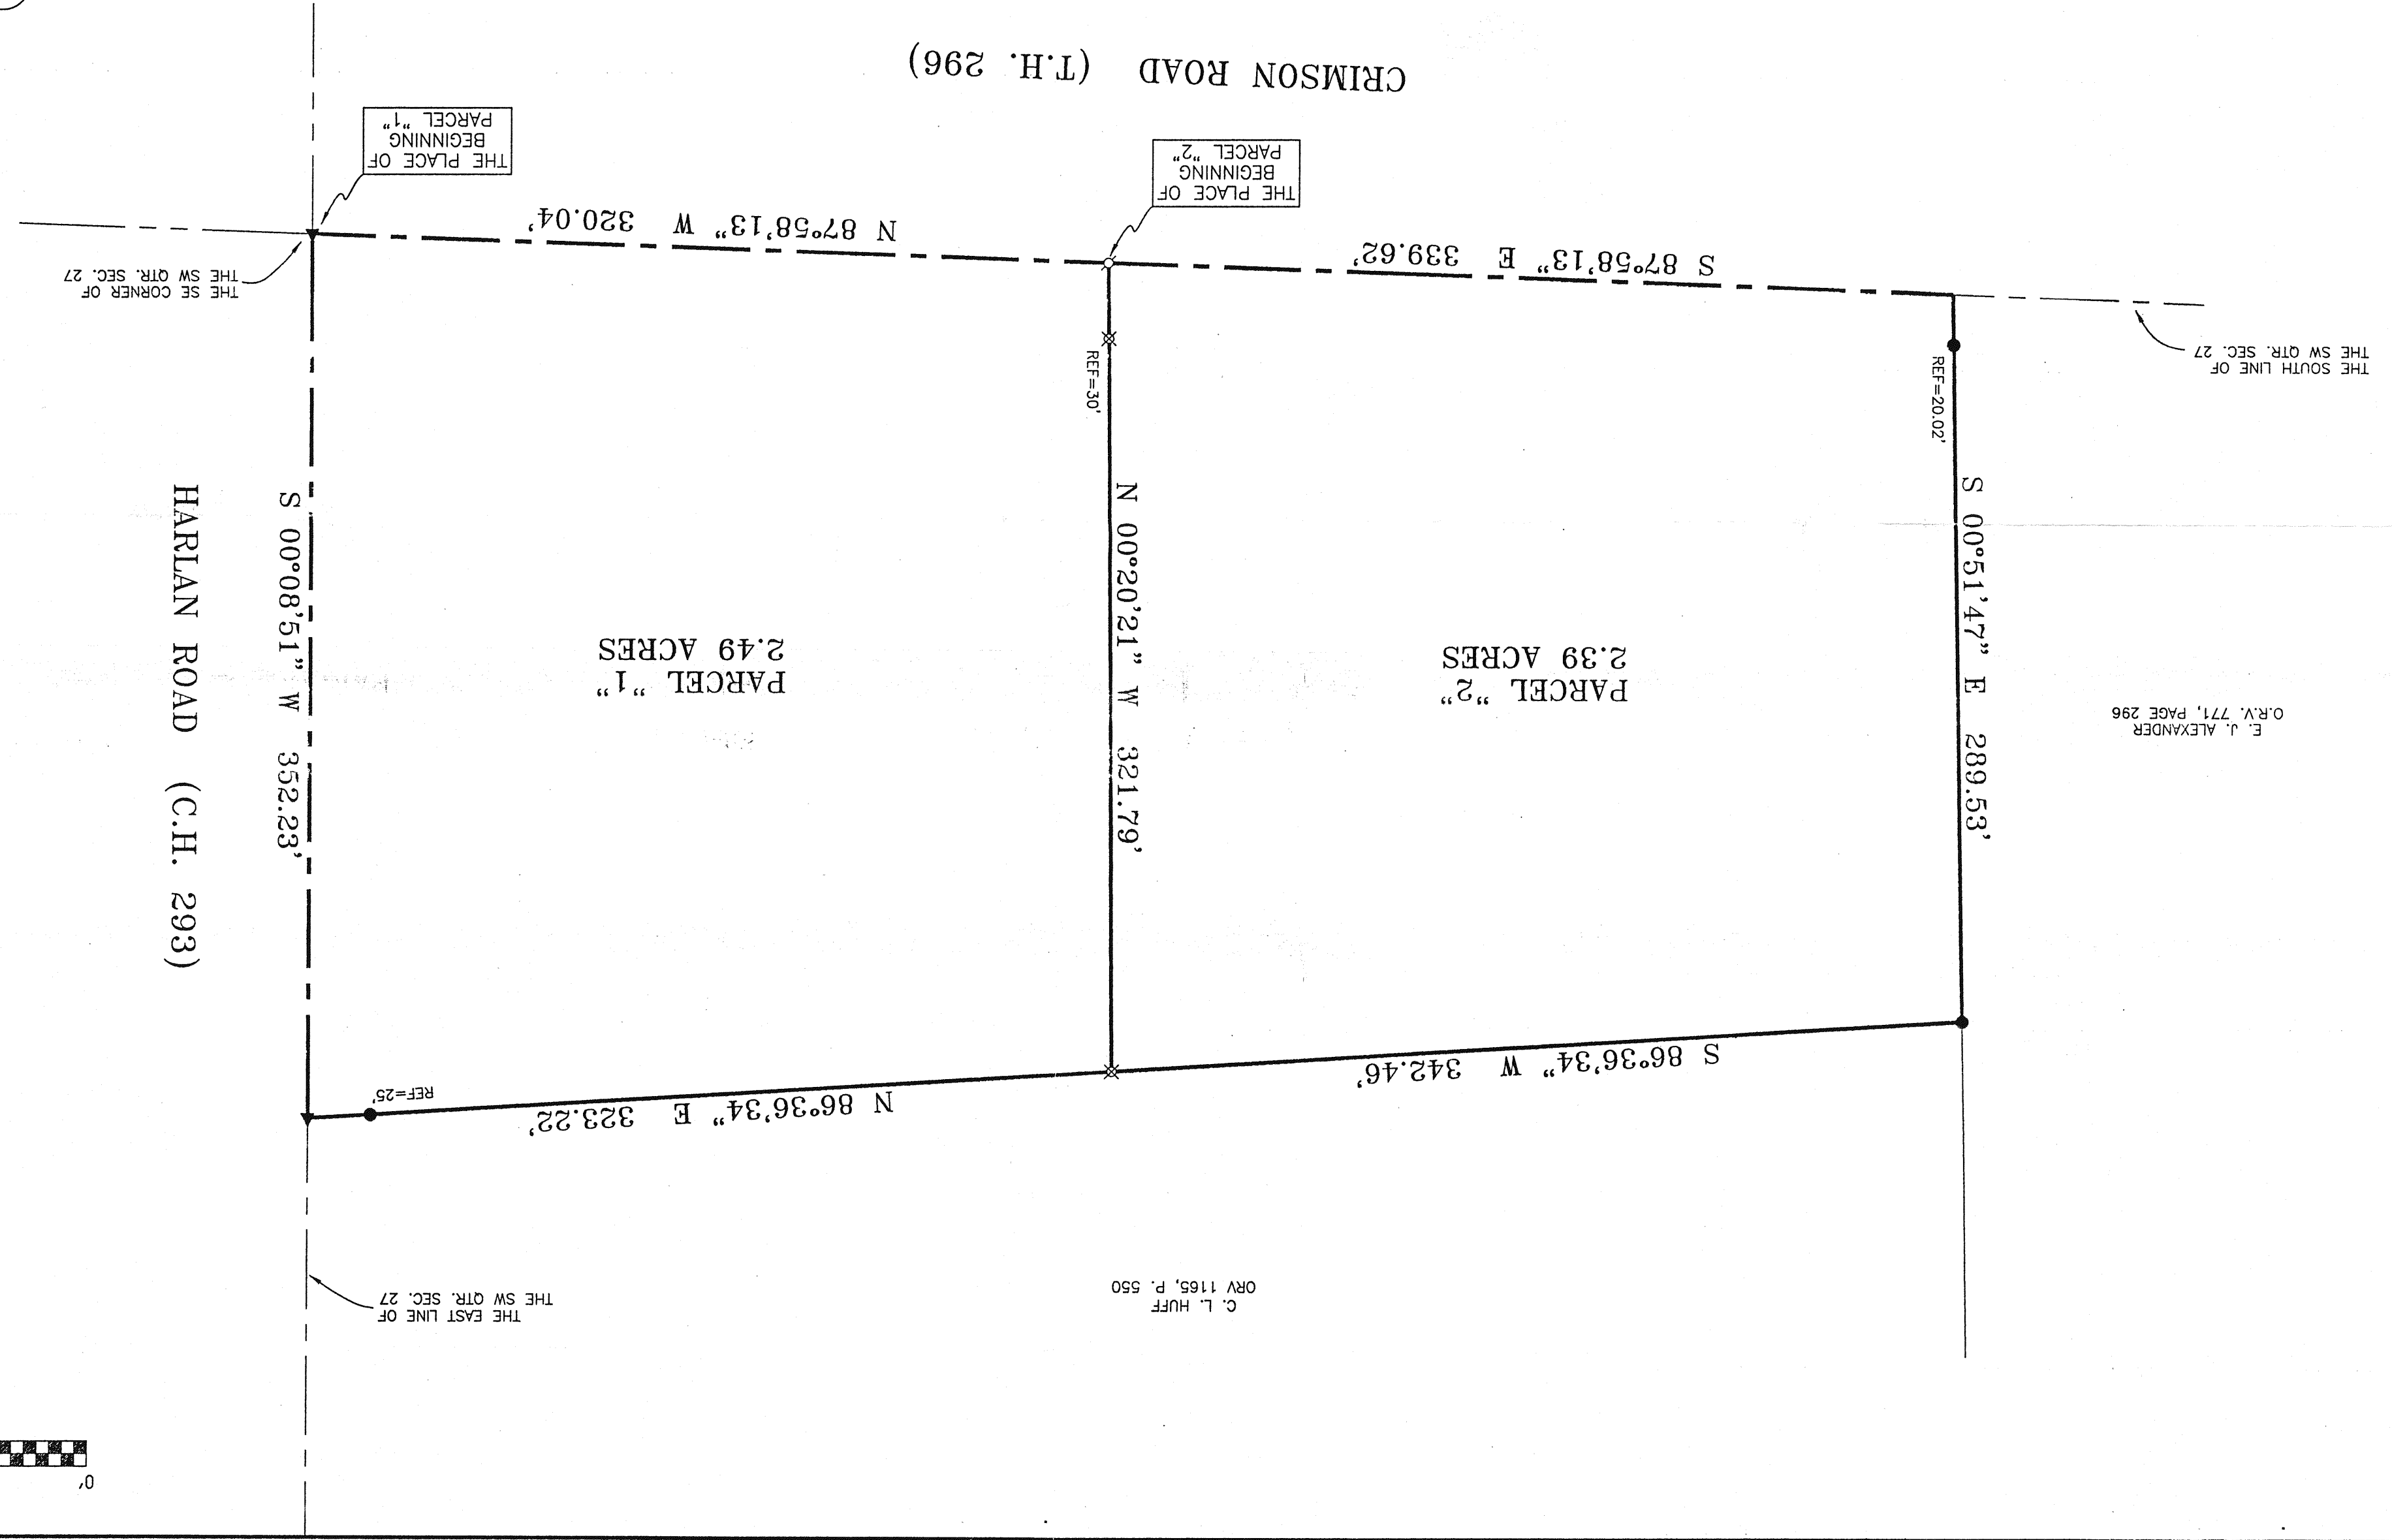 C. L. HUFF
ORV 1165, P. 550
0'
THE EAST LINE OF
THE SW QTR. SEC. 27
S 86°36'34" W 342.46'
N 86°36'34" E 323.22'
REF=25'
E. J. ALEXANDER
O.R.V. 771, PAGE 296
S 00°51'47" E 289.53'
REF=20.02'
PARCEL "2"
2.39 ACRES
N 00°20'21" W 321.79'
REF=30'
PARCEL "1"
2.49 ACRES
S 00°08'51" W 352.23'
HARLAN ROAD (C.H. 293)
THE SOUTH LINE OF
THE SW QTR. SEC. 27
S 87°58'13" E 339.62'
N 87°58'13" W 320.04'
THE SE CORNER OF
THE SW QTR. SEC. 27
THE PLACE OF
BEGINNING
PARCEL "2"
THE PLACE OF
BEGINNING
PARCEL "1"
CRIMSON ROAD (T.H. 296)